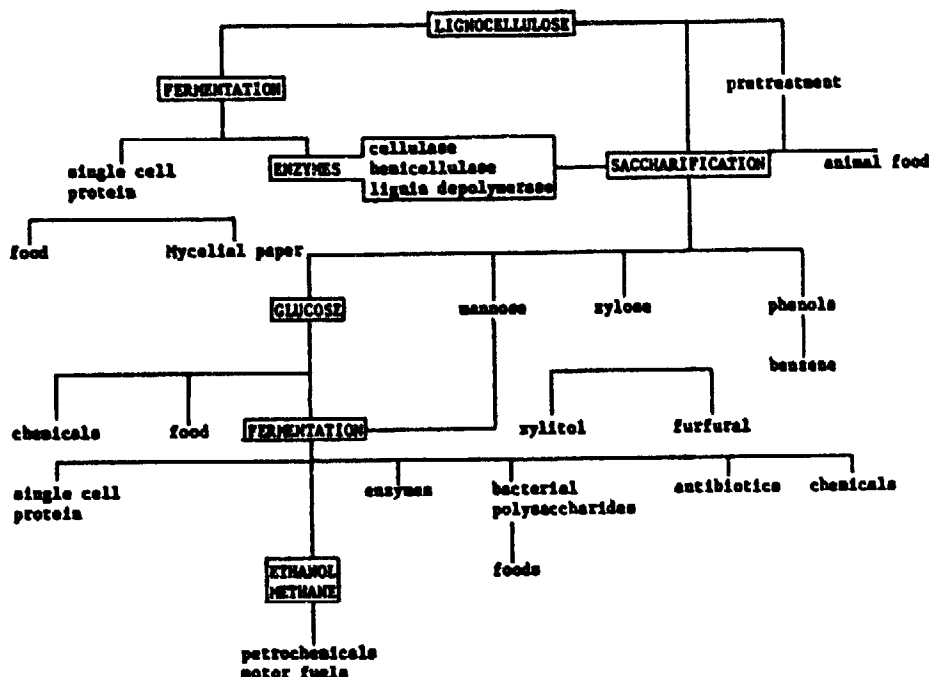 LIGNOCELLULOSE
FERMENTATION
pretreatment
single cell
protein
ENZYMES
cellulase
hemicellulase
lignin depolymerase
SACCHARIFICATION
animal food
food
Mycelial paper
GLUCOSE
mannose
xylose
phenols
benzene
chemicals
food
FERMENTATION
xylitol
furfural
single cell
protein
enzymes
bacterial
polysaccharides
antibiotics
chemicals
foods
ETHANOL
METHANE
petrochemicals
motor fuels